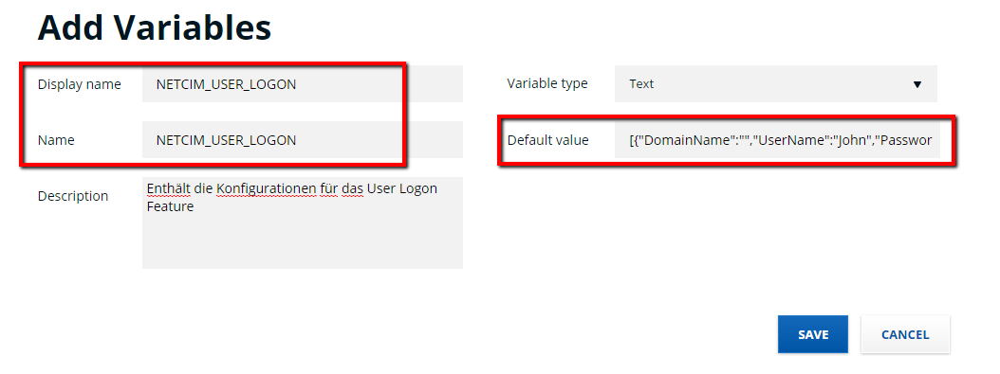 Add Variables
Display name NETCIM_USER_LOGON
Variable type Text
Name NETCIM_USER_LOGON
Default value [{"DomainName":"","UserName":"John","Passwor
Description Enthält die Konfigurationen für das User Logon
Feature
SAVE CANCEL